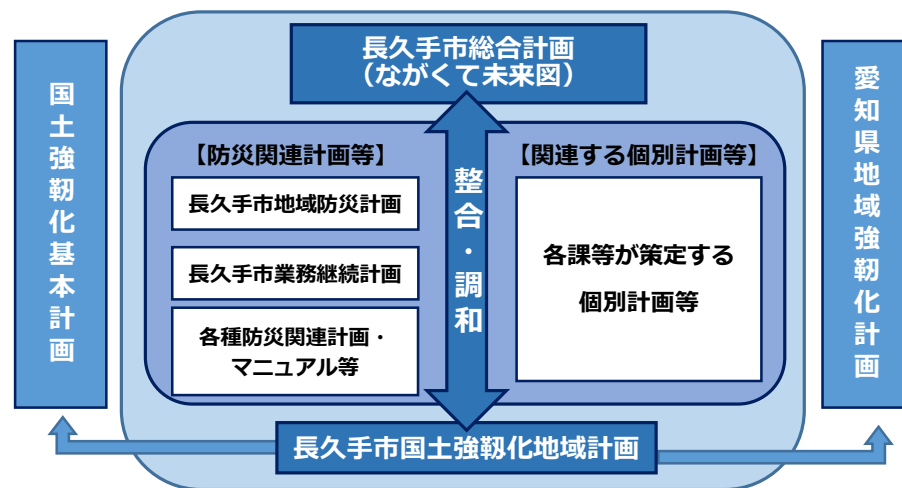 長久手市総合計画
（ながくて未来図）
国土強靭化基本計画
愛知県地域強靭化計画
【防災関連計画等】
長久手市地域防災計画
長久手市業務継続計画
各種防災関連計画・
マニュアル等
整合・調和
【関連する個別計画等】
各課等が策定する
個別計画等
長久手市国土強靱化地域計画